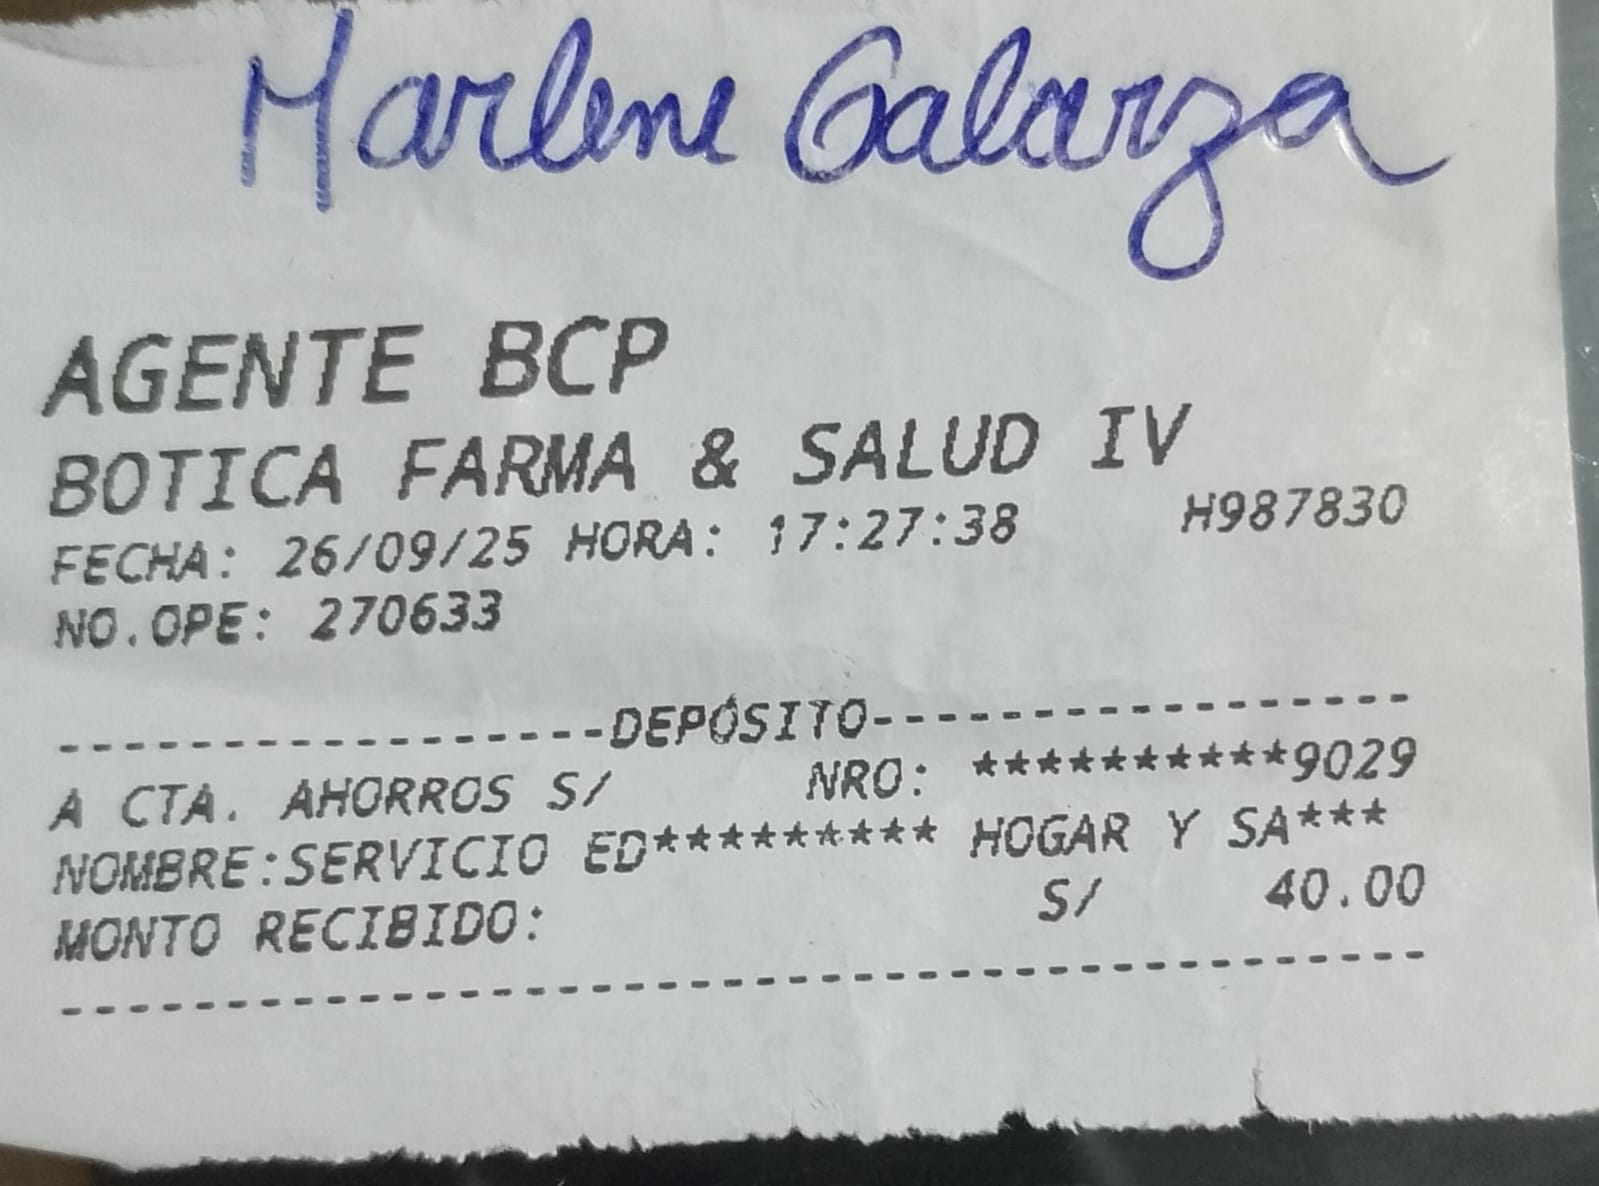 Marlene Galarza
AGENTE BCP
BOTICA FARMA & SALUD IV
FECHA: 26/09/25 HORA: 17:27:38 H987830
NO.OPE: 270633
-----------------DEPÓSITO-----------------
A CTA. AHORROS S/ NRO: **********9029
NOMBRE:SERVICIO ED********* HOGAR Y SA***
MONTO RECIBIDO: S/ 40.00